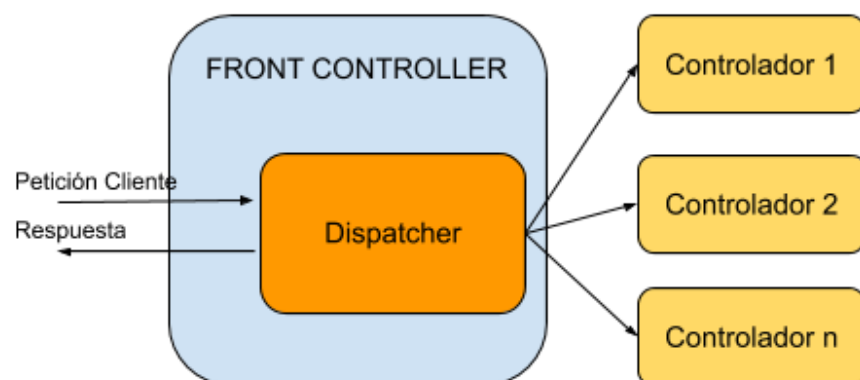 FRONT CONTROLLER
Controlador 1
Petición Cliente
Respuesta
Dispatcher
Controlador 2
Controlador n